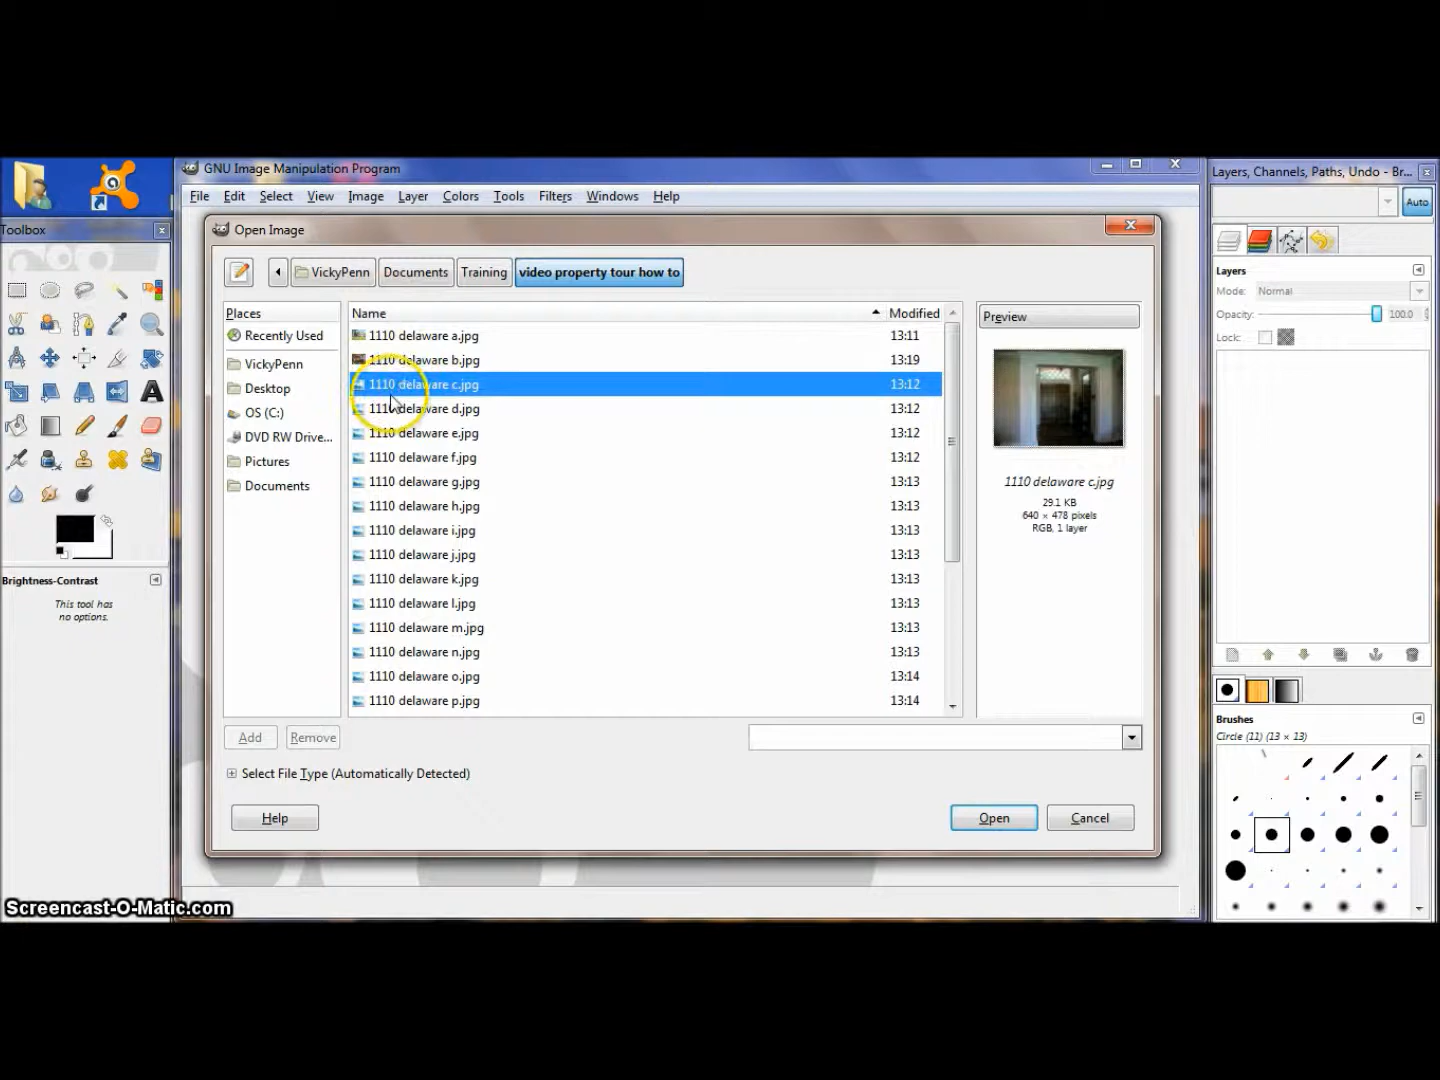 GNU Image Manipulation Program
Layers, Channels, Paths, Undo - Br...
File Edit Select View Image Layer Colors Tools Filters Windows Help
Auto
Toolbox
Open Image
VickyPenn Documents Training video property tour how to
Layers
Mode: Normal
Opacity: 100.0
Lock:
Places
Recently Used
VickyPenn
Desktop
OS (C:)
DVD RW Drive...
Pictures
Documents
Name Modified
1110 delaware a.jpg 13:11
1110 delaware b.jpg 13:19
1110 delaware c.jpg 13:12
1110 delaware d.jpg 13:12
1110 delaware e.jpg 13:12
1110 delaware f.jpg 13:12
1110 delaware g.jpg 13:13
1110 delaware h.jpg 13:13
1110 delaware i.jpg 13:13
1110 delaware j.jpg 13:13
1110 delaware k.jpg 13:13
1110 delaware l.jpg 13:13
1110 delaware m.jpg 13:13
1110 delaware n.jpg 13:13
1110 delaware o.jpg 13:14
1110 delaware p.jpg 13:14
Preview
1110 delaware c.jpg
29.1 KB
640 × 478 pixels
RGB, 1 layer
Brightness-Contrast
This tool has
no options.
Add Remove
Select File Type (Automatically Detected)
Help Open Cancel
Brushes
Circle (11) (13 × 13)
Screencast-O-Matic.com